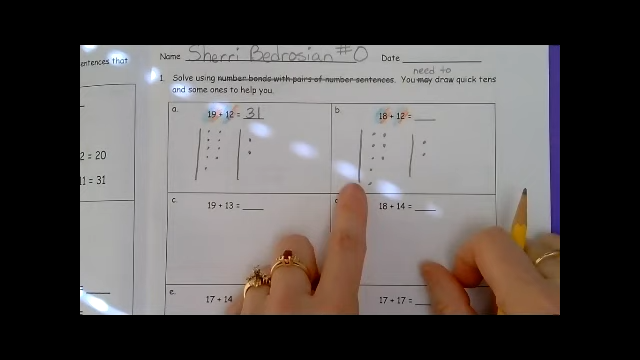 entences that
Name Sherri Bedrosian #0 Date
need to
1 Solve using number bonds with pairs of number sentences. You may draw quick tens
and some ones to help you.
a. b.
19 + 12 = 31 18 + 12 =
2 = 20
11 = 31
c.
19 + 13 = 18 + 14 =
e.
17 + 14 17 + 17 =